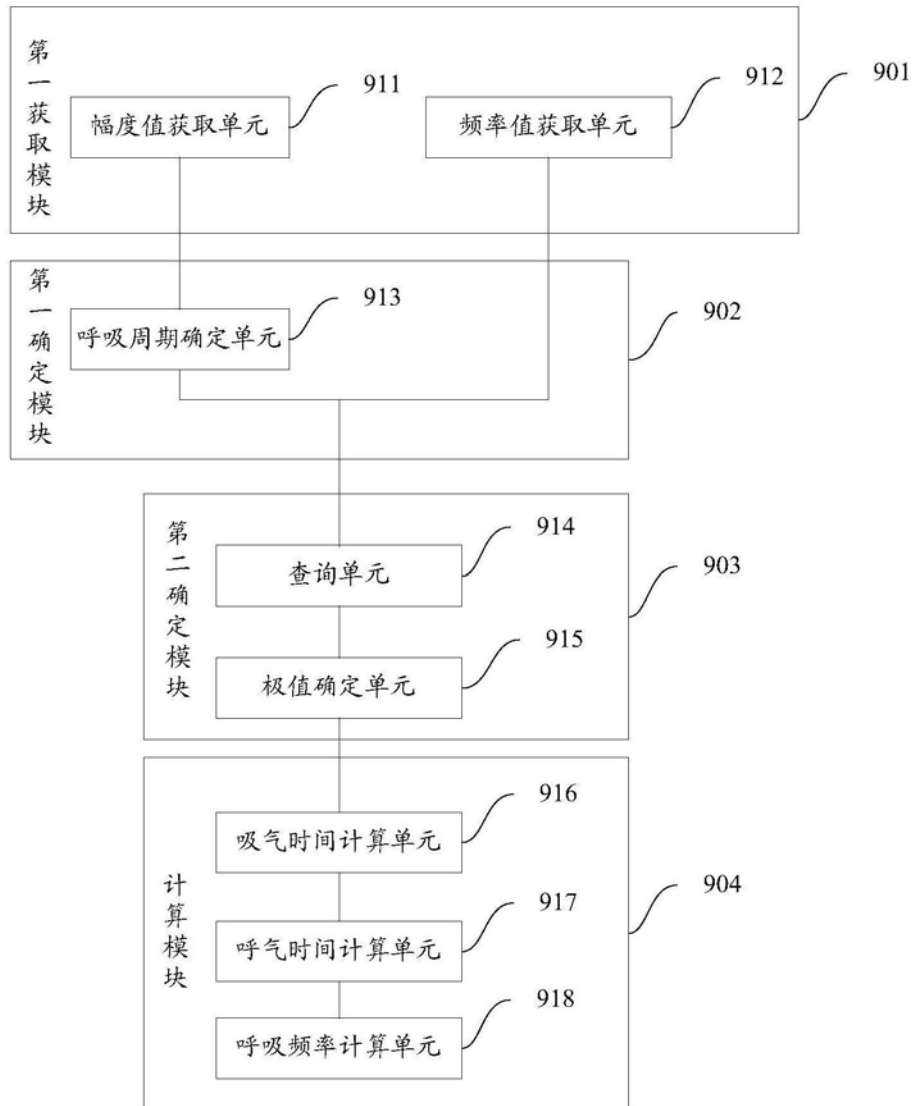 第一获取模块
幅度值获取单元
911
频率值获取单元
912
901
第一确定模块
呼吸周期确定单元
913
902
第二确定模块
查询单元
914
极值确定单元
915
903
计算模块
吸气时间计算单元
916
呼气时间计算单元
917
呼吸频率计算单元
918
904